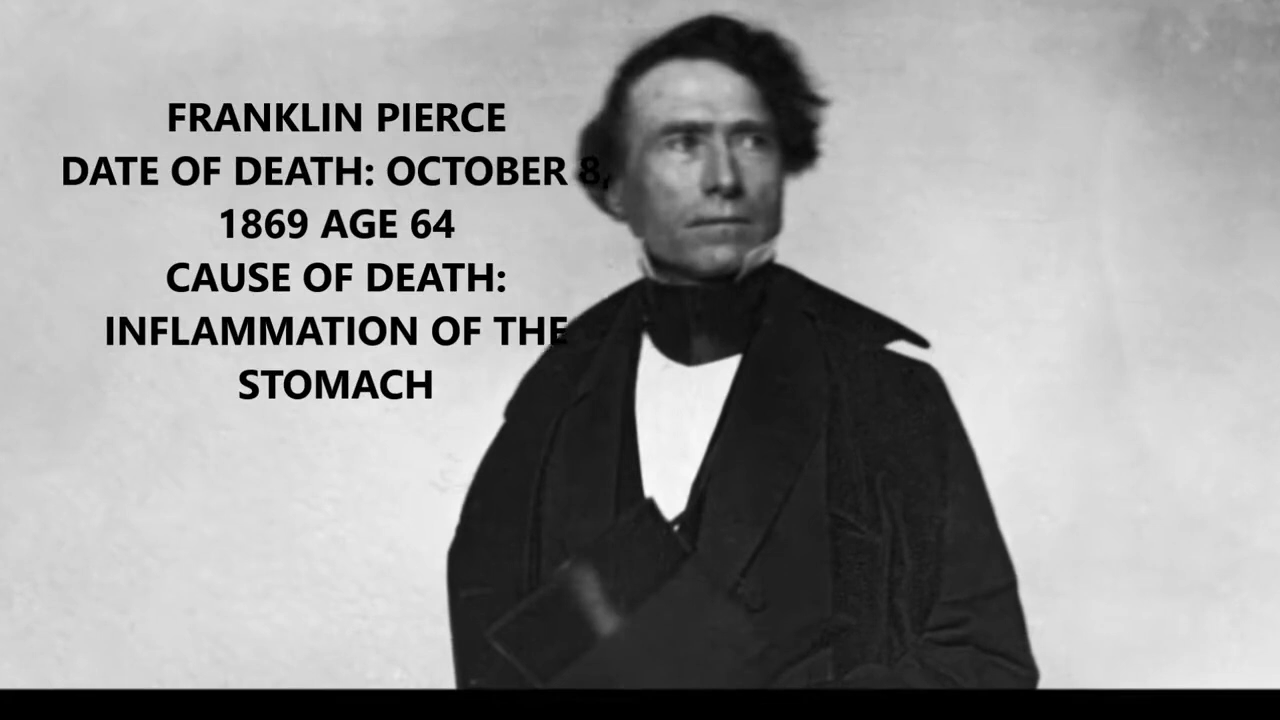 FRANKLIN PIERCE
DATE OF DEATH: OCTOBER 8,
1869 AGE 64
CAUSE OF DEATH:
INFLAMMATION OF THE
STOMACH